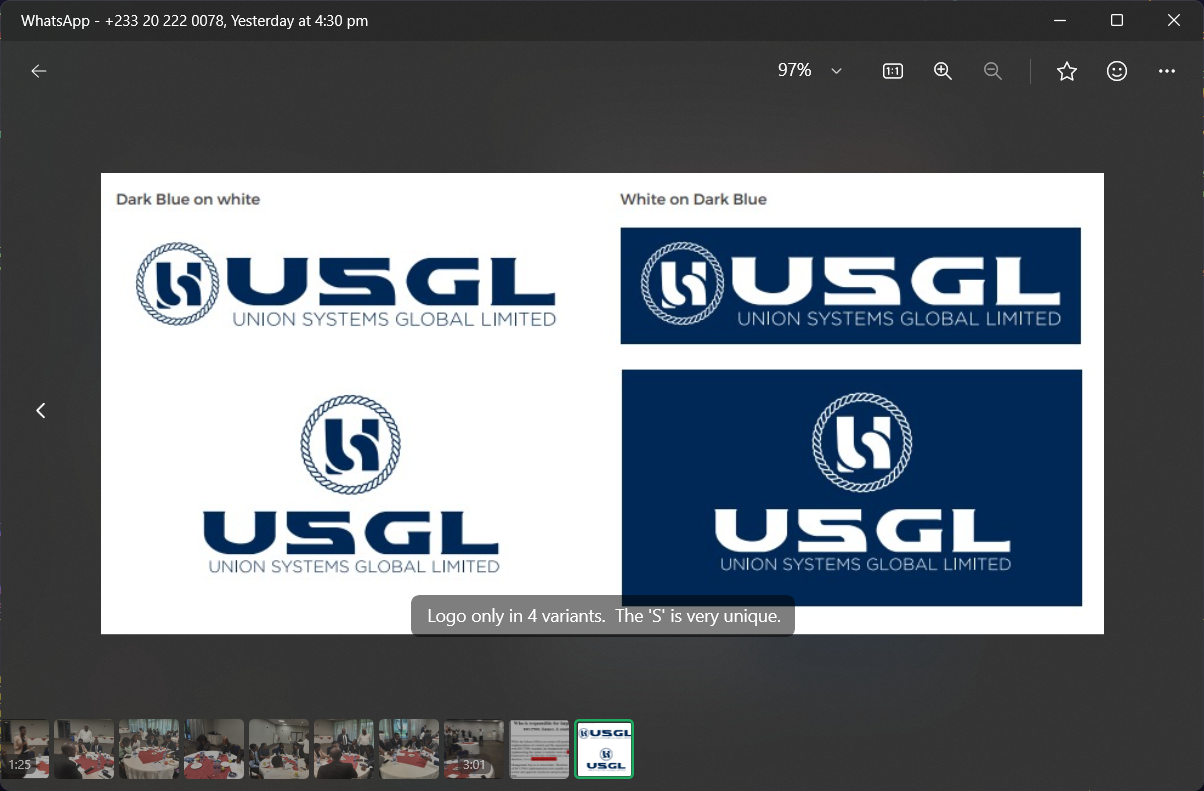 WhatsApp - +233 20 222 0078, Yesterday at 4:30 pm
97%
1:1
Dark Blue on white
White on Dark Blue
USGL
UNION SYSTEMS GLOBAL LIMITED
USGL
UNION SYSTEMS GLOBAL LIMITED
USGL
UNION SYSTEMS GLOBAL LIMITED
USGL
UNION SYSTEMS GLOBAL LIMITED
Logo only in 4 variants. The 'S' is very unique.
1:25
3:01
USGL
USGL